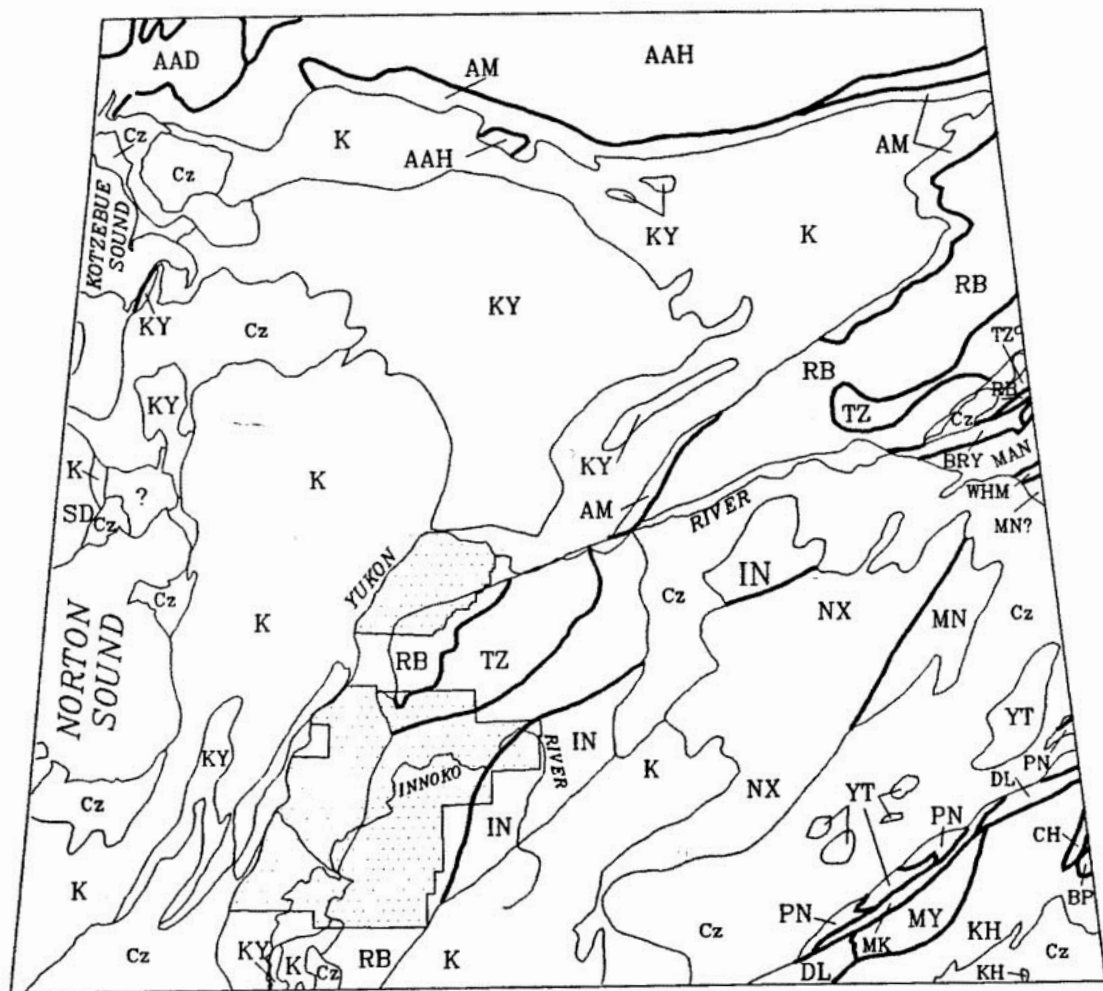 AAD
AM
AAH
Cz
Cz
K
AAH
AM
KOTZEBUE
SOUND
KY
K
KY
Cz
KY
RB
RB
TZ
TZc
RB
Cz
KY
K
KY
BRY
MAN
WHM
MN?
K
?
SD
Cz
AM
RIVER
YUKON
Cz
IN
NX
MN
Cz
Cz
NORTON
SOUND
K
RB
TZ
IN
K
YT
KY
INNOKO
RIVER
NX
PN
DL
Cz
IN
YT
PN
CH
K
BP
PN
MY
MK
KH
Cz
Cz
KY
K
Cz
RB
K
Cz
DL
KH